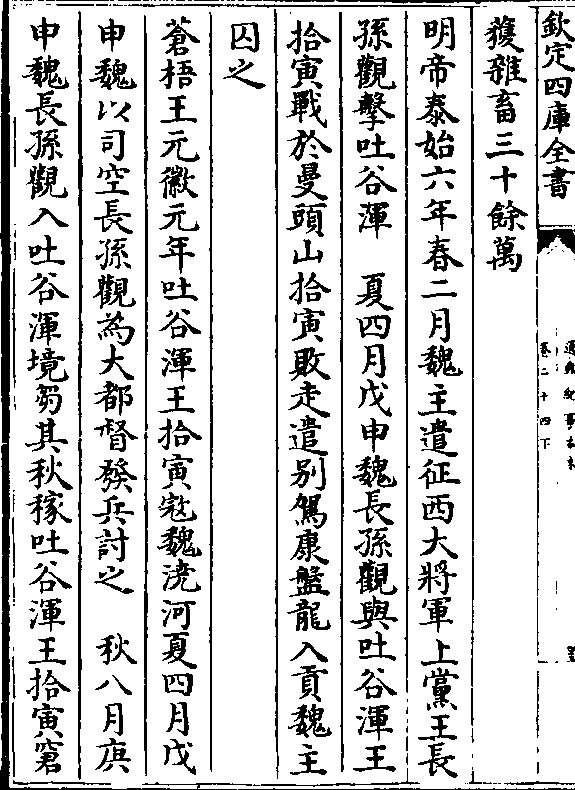 欽定四庫全書
通鑑紀事本末
卷二十四下
獲雜畜三十餘萬
明帝泰始六年春二月魏主遣征西大將軍上黨王長
孫觀擊吐谷渾　夏四月戊申魏長孫觀與吐谷渾王
拾寅戰於曼頭山拾寅敗走遣别駕康盤龍入貢魏主
囚之
蒼梧王元徽元年吐谷渾王拾寅寇魏澆河夏四月戊
申魏以司空長孫觀為大都督發兵討之　秋八月庚
申魏長孫觀入吐谷渾境芻其秋稼吐谷渾王拾寅窘